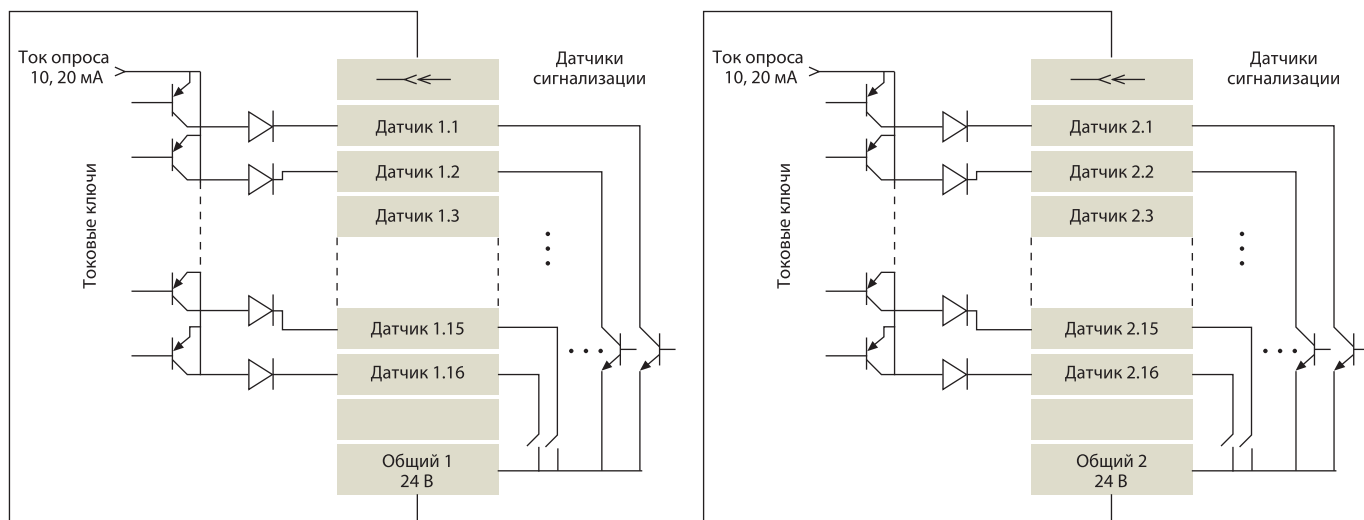 Ток опроса
10, 20 мА
Датчики
сигнализации
Датчик 1.1
Датчик 1.2
Датчик 1.3
Токовые ключи
Датчик 1.15
Датчик 1.16
Общий 1
24 В
Ток опроса
10, 20 мА
Датчики
сигнализации
Датчик 2.1
Датчик 2.2
Датчик 2.3
Токовые ключи
Датчик 2.15
Датчик 2.16
Общий 2
24 В